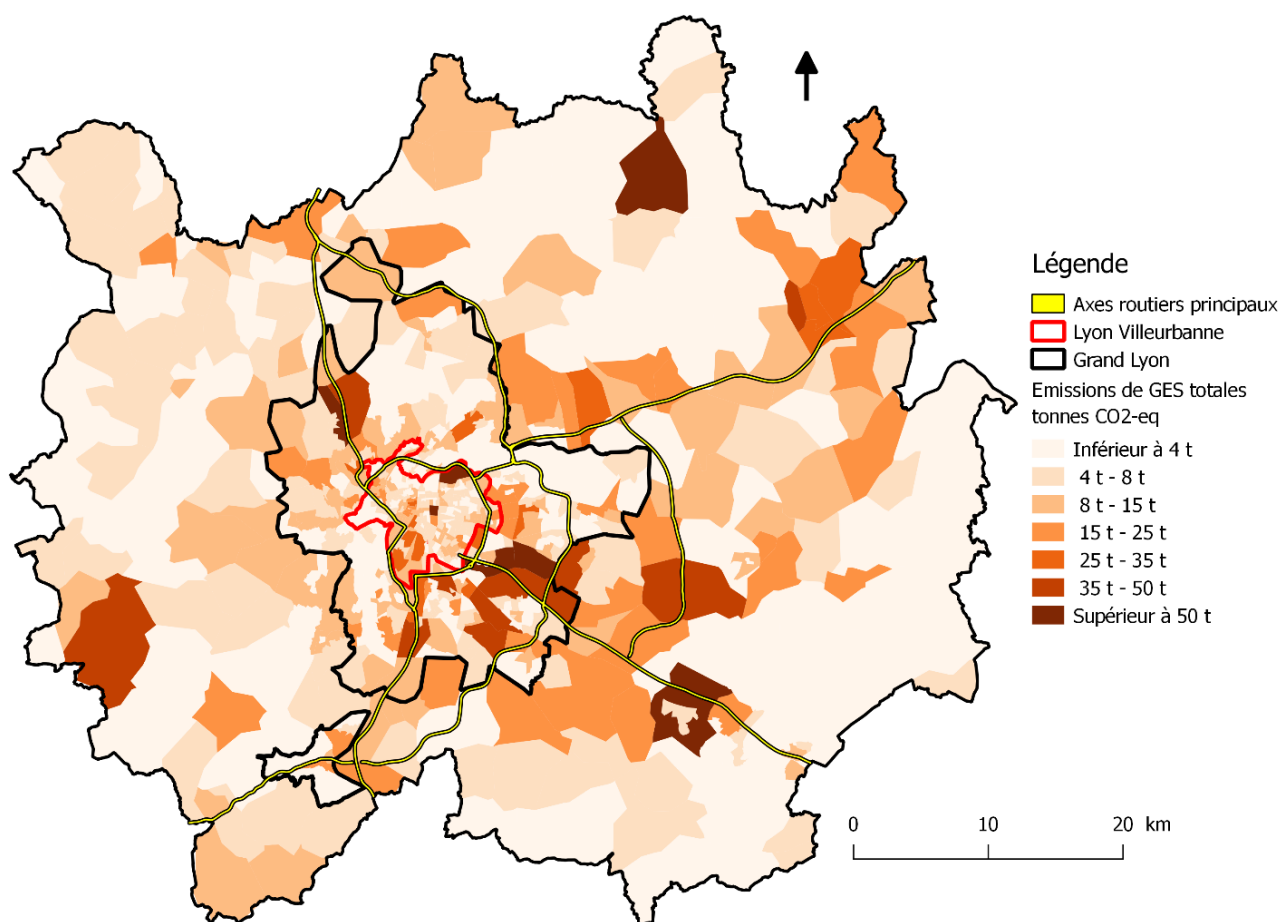 Légende
Axes routiers principaux
Lyon Villeurbanne
Grand Lyon
Emissions de GES totales
tonnes CO2-eq
Inférieur à 4 t
4 t - 8 t
8 t - 15 t
15 t - 25 t
25 t - 35 t
35 t - 50 t
Supérieur à 50 t
0 10 20 km